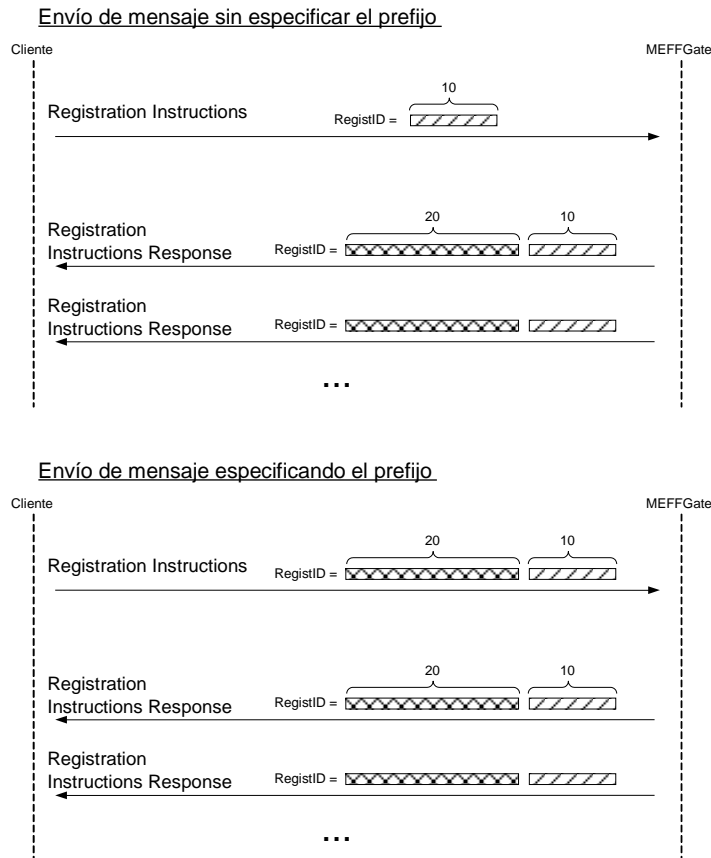 Envío de mensaje sin especificar el prefijo
Cliente
MEFFGate
10
Registration Instructions
RegistID =
20
10
Registration
Instructions Response
RegistID =
Registration
Instructions Response
RegistID =
...
Envío de mensaje especificando el prefijo
Cliente
MEFFGate
20
10
Registration Instructions
RegistID =
20
10
Registration
Instructions Response
RegistID =
Registration
Instructions Response
RegistID =
...